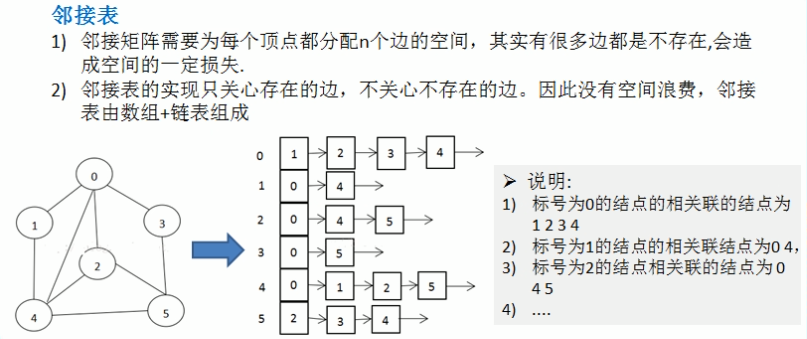 邻接表
1) 邻接矩阵需要为每个顶点都分配n个边的空间，其实有很多边都是不存在,会造
成空间的一定损失.
2) 邻接表的实现只关心存在的边，不关心不存在的边。因此没有空间浪费，邻接
表由数组+链表组成
0
1
3
2
4
5
0 1 2 3 4
1 0 4
2 0 4 5
3 0 5
4 0 1 2 5
5 2 3 4
➢ 说明:
1) 标号为0的结点的相关联的结点为
1 2 3 4
2) 标号为1的结点的相关联结点为0 4，
3) 标号为2的结点相关联的结点为 0
4 5
4) ....